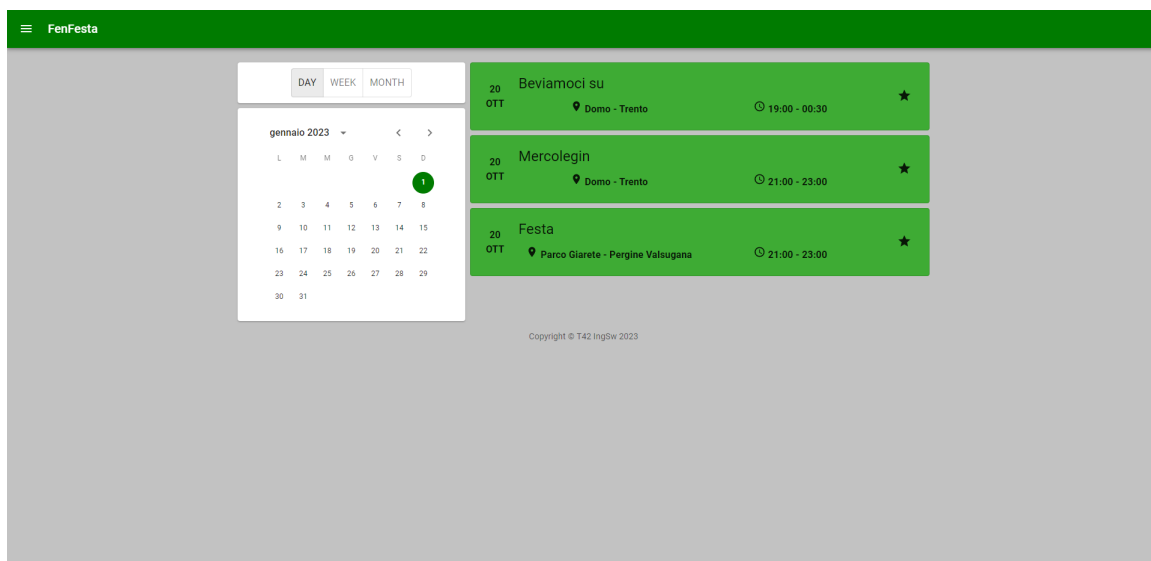 FenFesta
DAY WEEK MONTH
gennaio 2023
L M M G V S D
1
2 3 4 5 6 7 8
9 10 11 12 13 14 15
16 17 18 19 20 21 22
23 24 25 26 27 28 29
30 31
20 OTT
Beviamoci su
Domo - Trento
19:00 - 00:30
20 OTT
Mercolegin
Domo - Trento
21:00 - 23:00
20 OTT
Festa
Parco Giarete - Pergine Valsugana
21:00 - 23:00
Copyright © T42 IngSw 2023